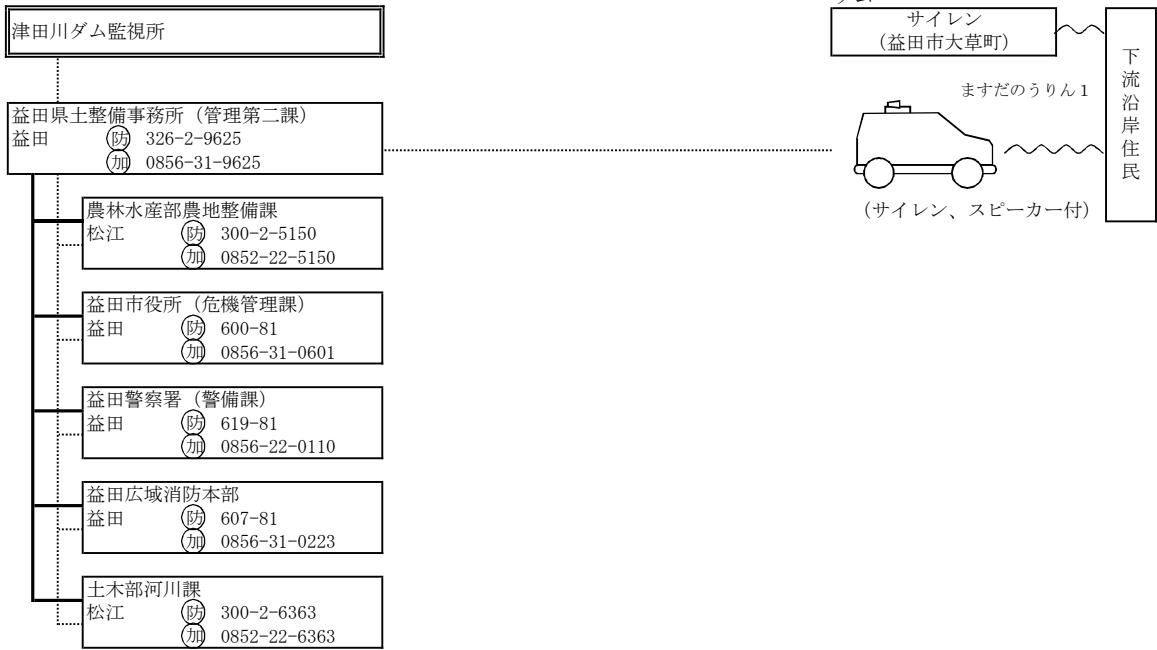 津田川ダム監視所
益田県土整備事務所（管理第二課）
益田 防 326-2-9625
加 0856-31-9625
農林水産部農地整備課
松江 防 300-2-5150
加 0852-22-5150
益田市役所（危機管理課）
益田 防 600-81
加 0856-31-0601
益田警察署（警備課）
益田 防 619-81
加 0856-22-0110
益田広域消防本部
益田 防 607-81
加 0856-31-0223
土木部河川課
松江 防 300-2-6363
加 0852-22-6363
サイレン
（益田市大草町）
ますだのうりん１
（サイレン、スピーカー付）
下流沿岸住民